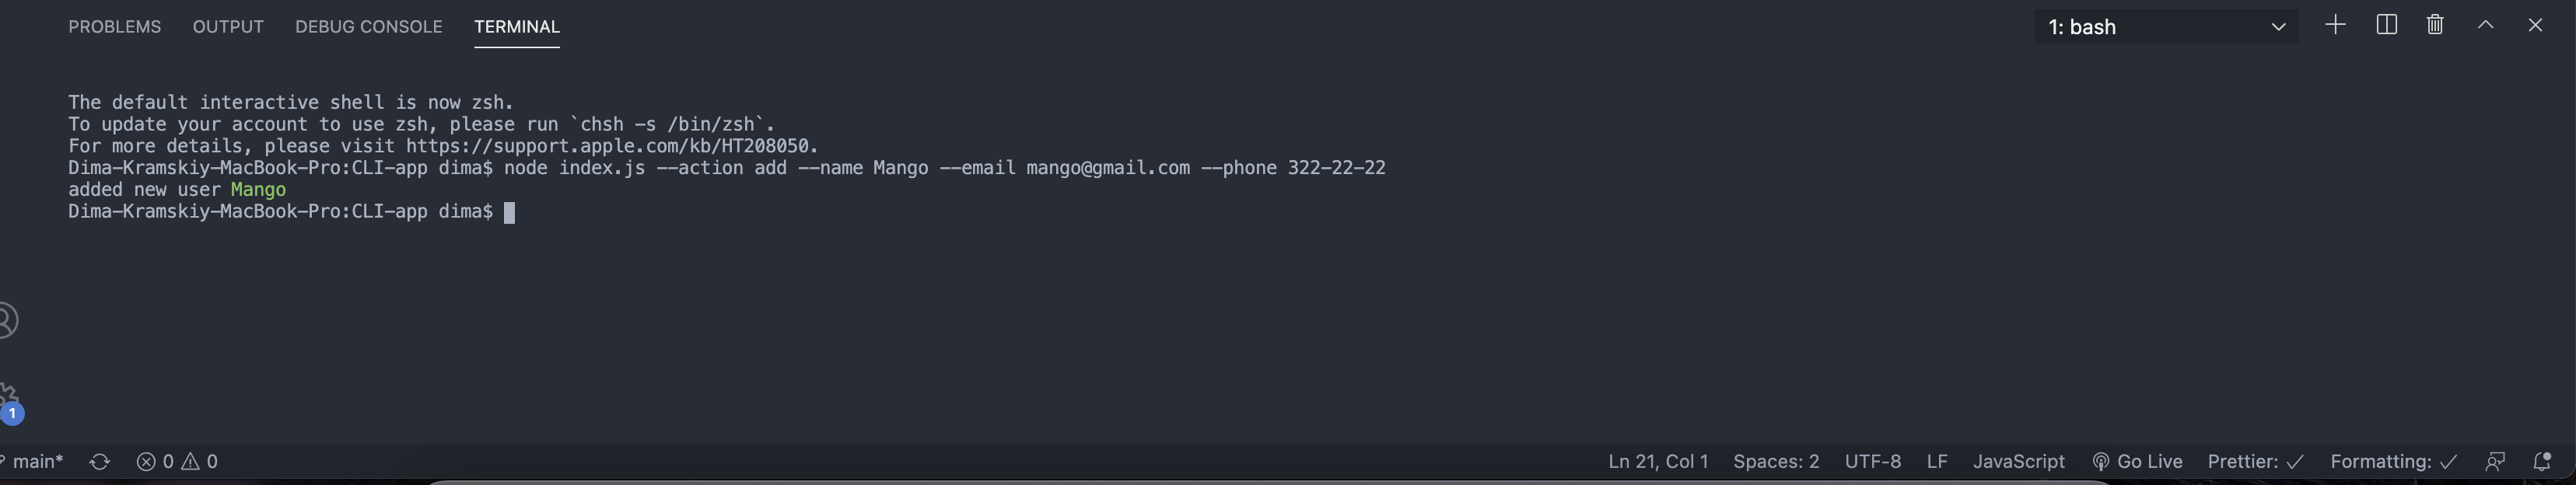 PROBLEMS OUTPUT DEBUG CONSOLE TERMINAL 1: bash
The default interactive shell is now zsh.
To update your account to use zsh, please run `chsh -s /bin/zsh`.
For more details, please visit https://support.apple.com/kb/HT208050.
Dima-Kramskiy-MacBook-Pro:CLI-app dima$ node index.js --action add --name Mango --email mango@gmail.com --phone 322-22-22
added new user Mango
Dima-Kramskiy-MacBook-Pro:CLI-app dima$
1
main* 0 0 Ln 21, Col 1 Spaces: 2 UTF-8 LF JavaScript Go Live Prettier: ✓ Formatting: ✓